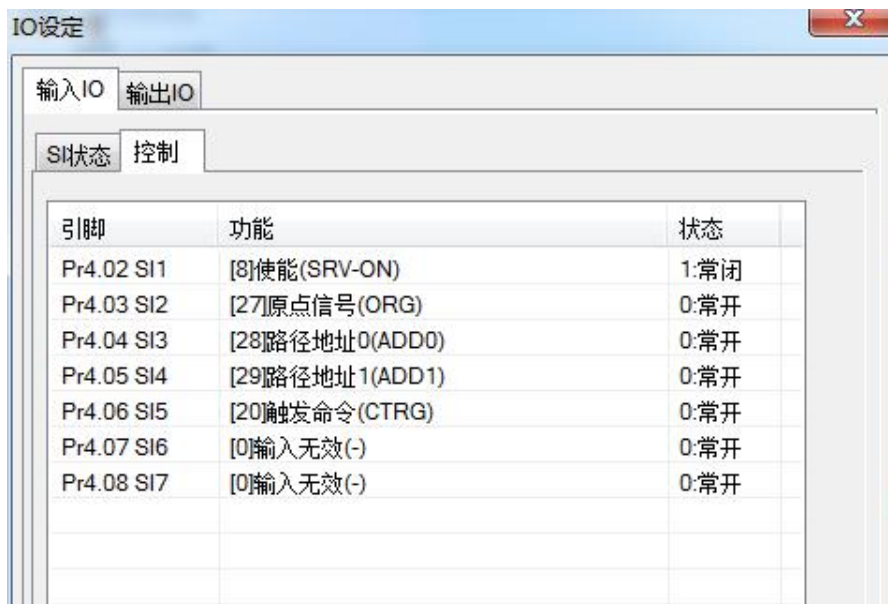 IO设定
输入IO 输出IO
SI状态 控制
引脚 功能 状态
Pr4.02 SI1 [8]使能(SRV-ON) 1:常闭
Pr4.03 SI2 [27]原点信号(ORG) 0:常开
Pr4.04 SI3 [28]路径地址0(ADD0) 0:常开
Pr4.05 SI4 [29]路径地址1(ADD1) 0:常开
Pr4.06 SI5 [20]触发命令(CTRG) 0:常开
Pr4.07 SI6 [0]输入无效(-) 0:常开
Pr4.08 SI7 [0]输入无效(-) 0:常开